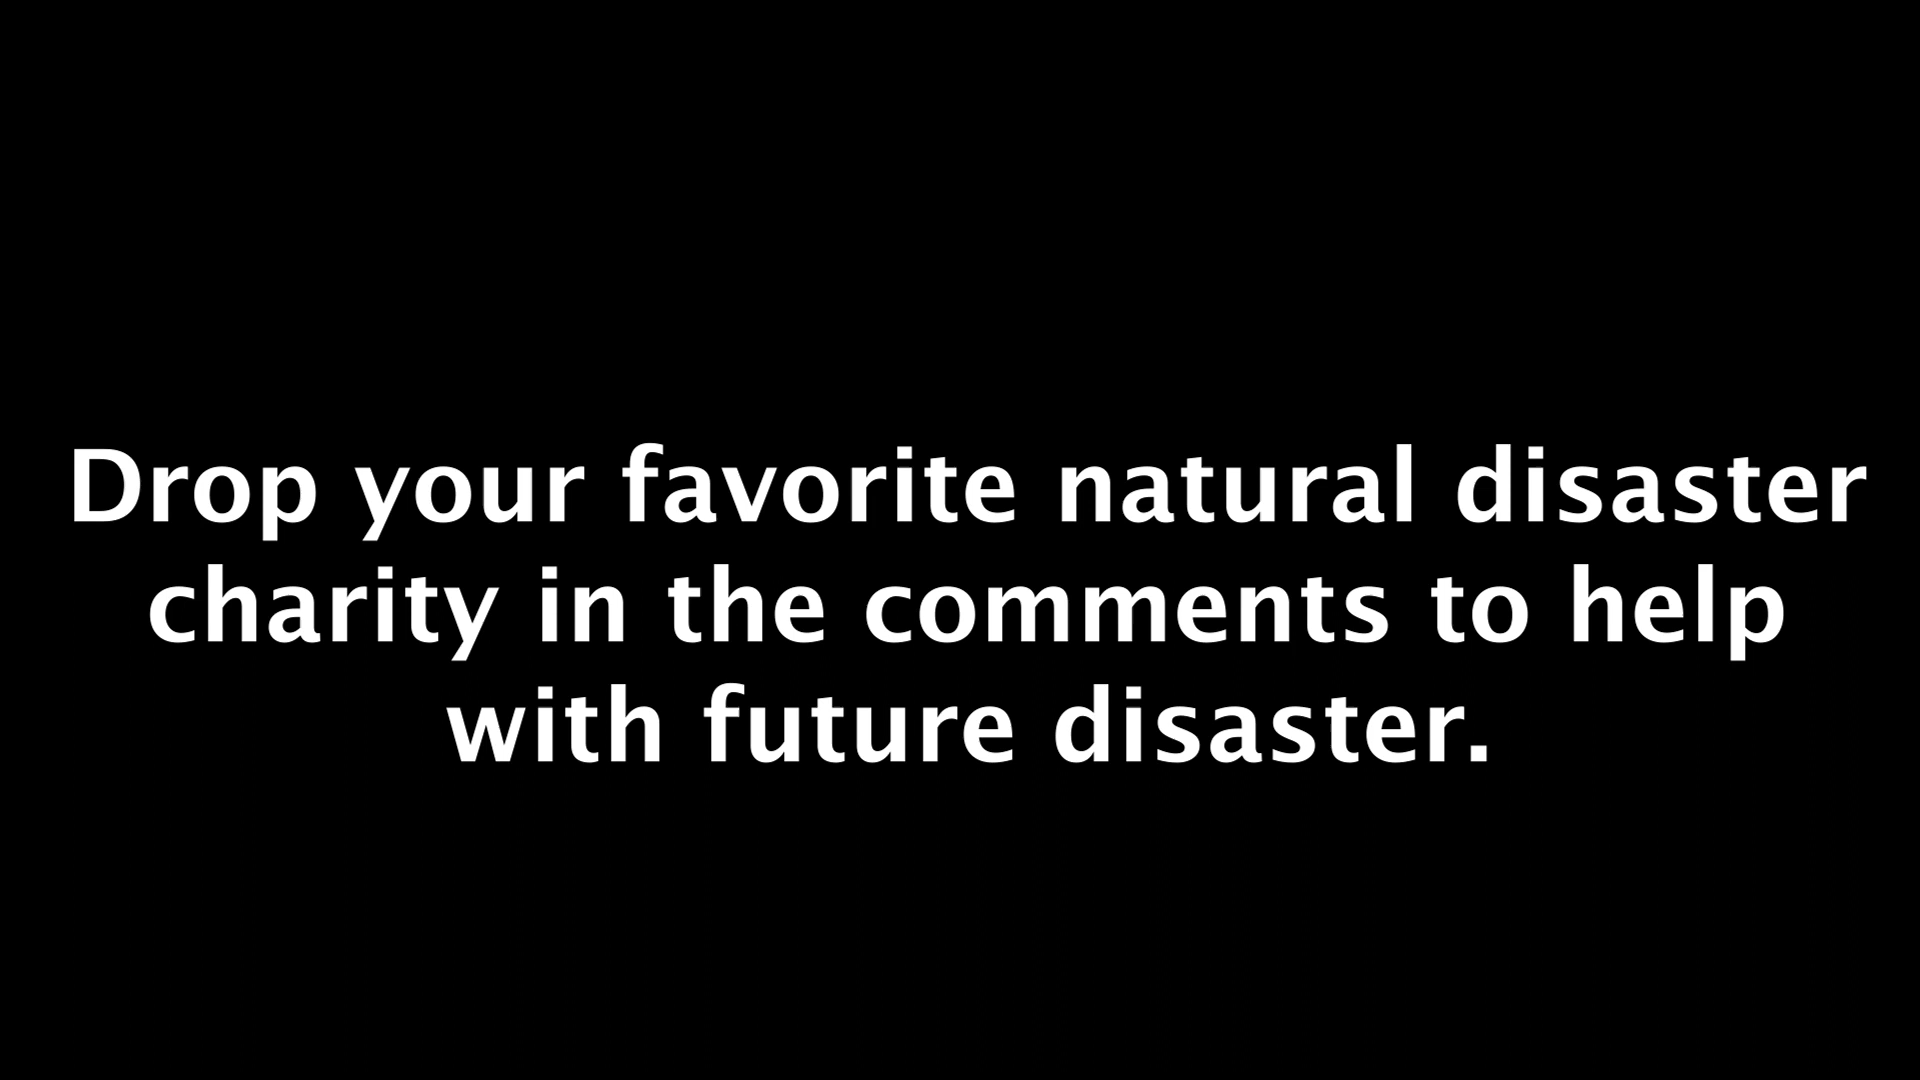 Drop your favorite natural disaster
charity in the comments to help
with future disaster.